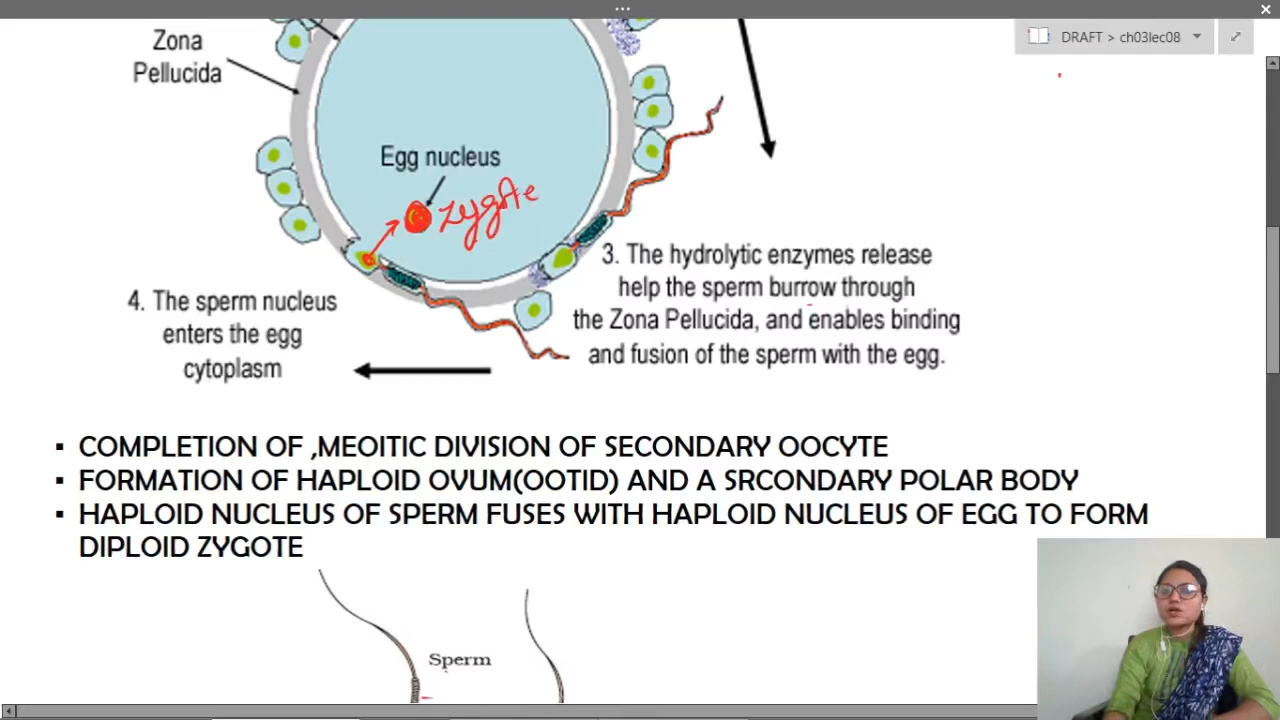 DRAFT > ch03lec08
Zona
Pellucida
Egg nucleus
zygote
3. The hydrolytic enzymes release
help the sperm burrow through
the Zona Pellucida, and enables binding
and fusion of the sperm with the egg.
4. The sperm nucleus
enters the egg
cytoplasm
▪ COMPLETION OF ,MEOITIC DIVISION OF SECONDARY OOCYTE
▪ FORMATION OF HAPLOID OVUM(OOTID) AND A SRCONDARY POLAR BODY
▪ HAPLOID NUCLEUS OF SPERM FUSES WITH HAPLOID NUCLEUS OF EGG TO FORM
DIPLOID ZYGOTE
Sperm